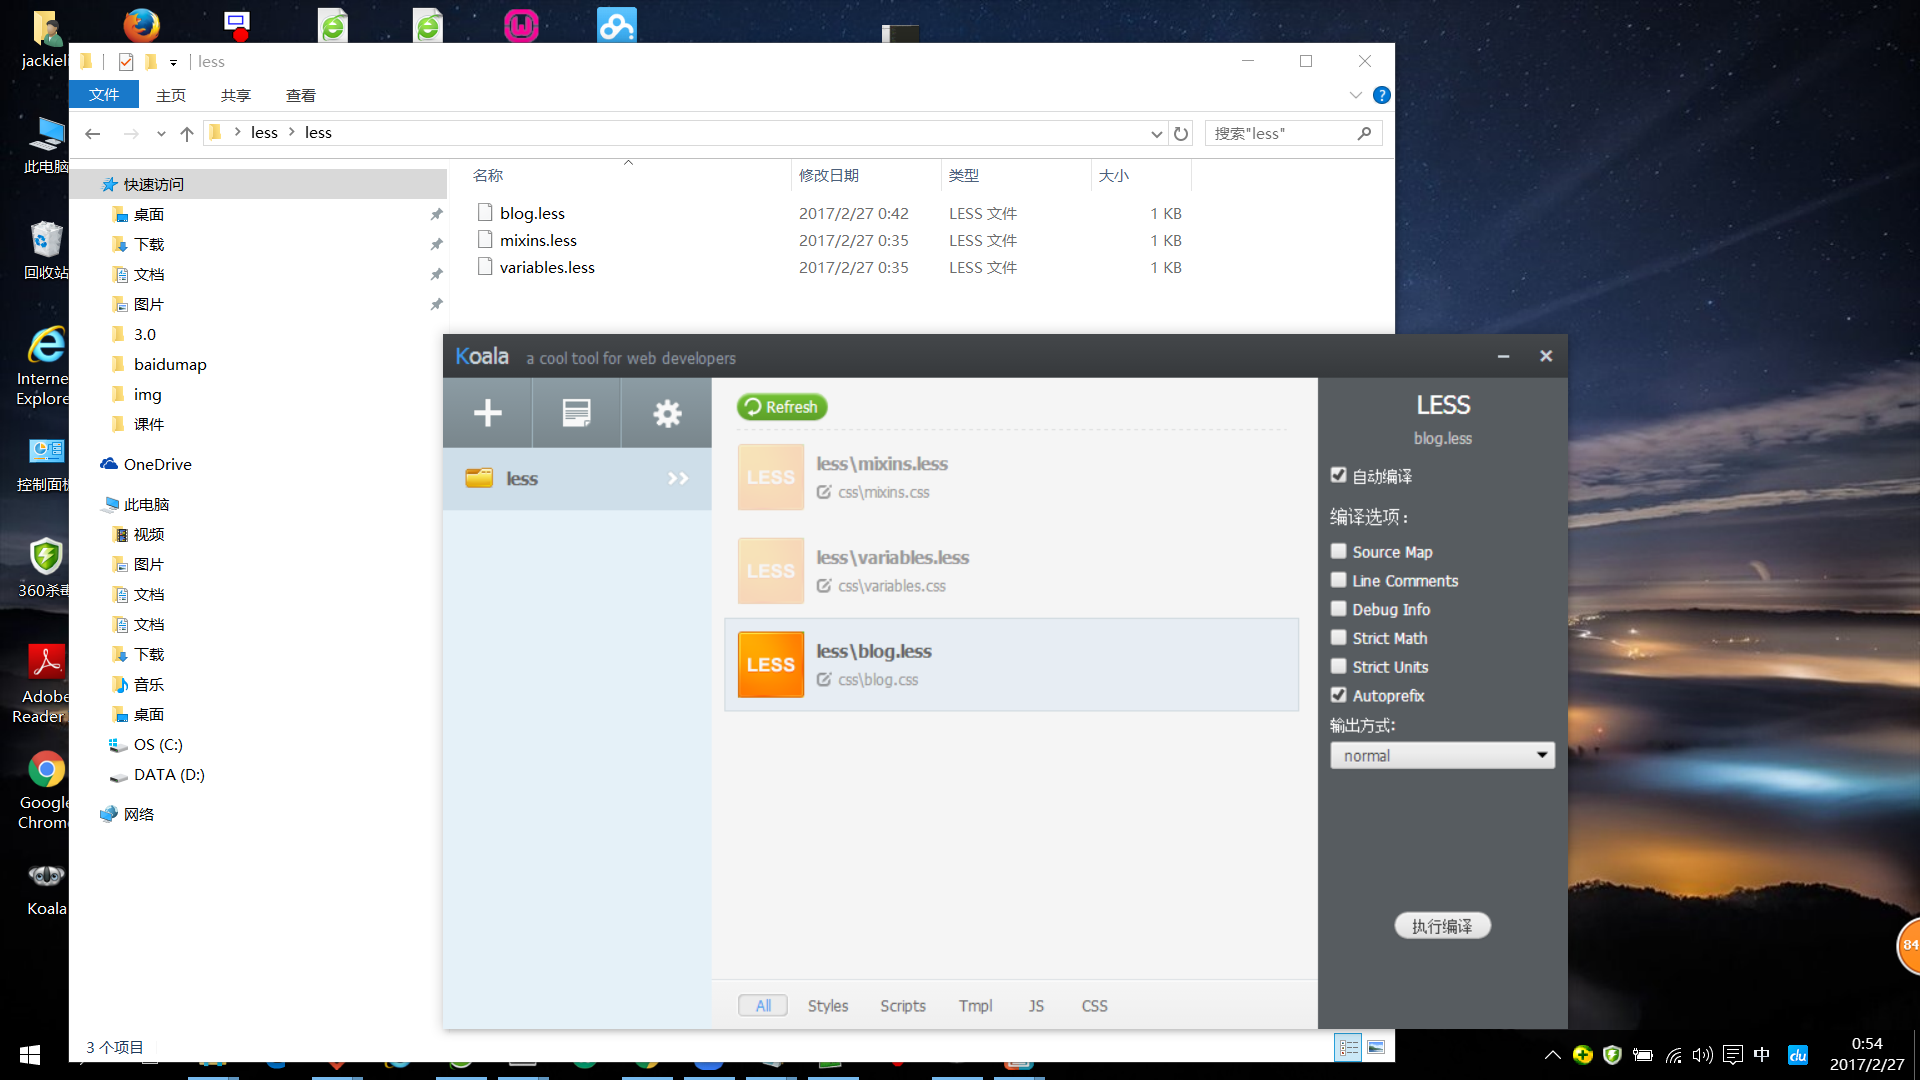 jackiel
less
文件 主页 共享 查看
less less
搜索"less"
此电脑
回收站
Interne
Explore
控制面板
360杀毒
Adobe
Reader
Google
Chrom
Koala
快速访问
桌面
下载
文档
图片
3.0
baidumap
img
课件
OneDrive
此电脑
视频
图片
文档
文档
下载
音乐
桌面
OS (C:)
DATA (D:)
网络
3 个项目
名称 修改日期 类型 大小
blog.less 2017/2/27 0:42 LESS 文件 1 KB
mixins.less 2017/2/27 0:35 LESS 文件 1 KB
variables.less 2017/2/27 0:35 LESS 文件 1 KB
Koala a cool tool for web developers
less
Refresh
LESS
less\mixins.less
css\mixins.css
LESS
less\variables.less
css\variables.css
LESS
less\blog.less
css\blog.css
All Styles Scripts Tmpl JS CSS
LESS
blog.less
自动编译
编译选项：
Source Map
Line Comments
Debug Info
Strict Math
Strict Units
Autoprefix
输出方式:
normal
执行编译
84
中
du
0:54
2017/2/27